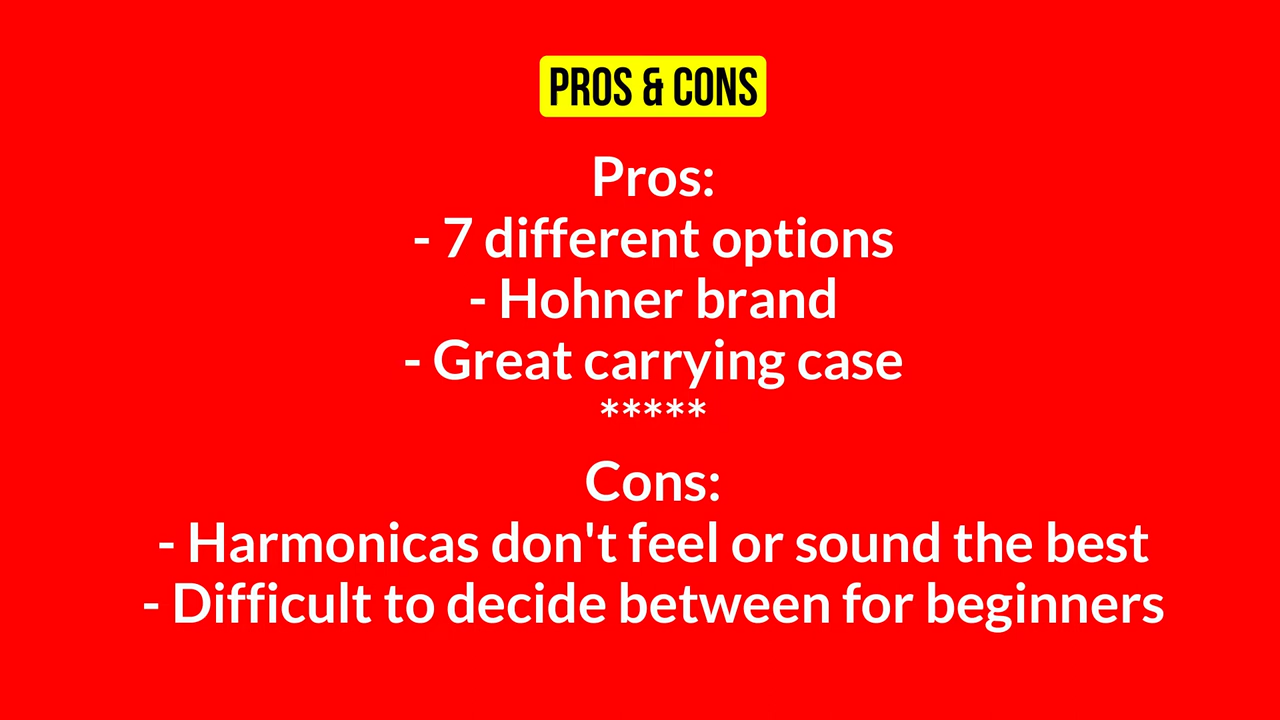 PROS & CONS
Pros:
- 7 different options
- Hohner brand
- Great carrying case
*****
Cons:
- Harmonicas don't feel or sound the best
- Difficult to decide between for beginners